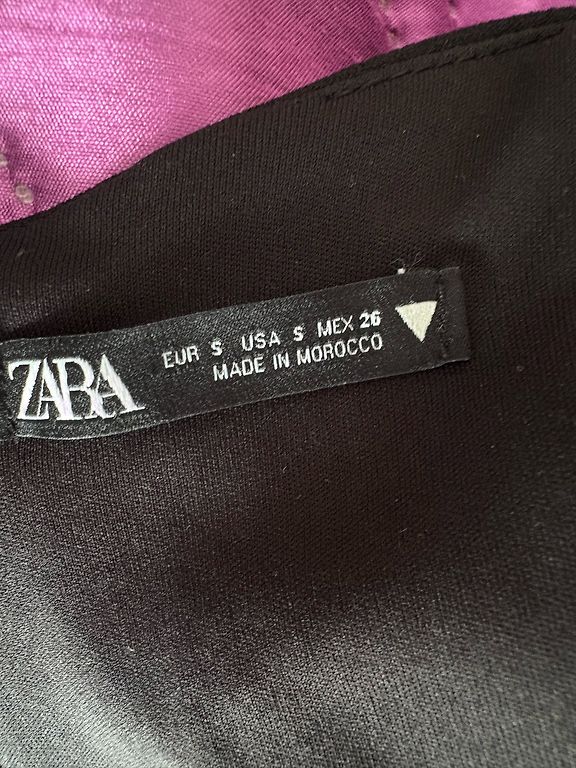 ZARA
EUR S USA S MEX 26
MADE IN MOROCCO